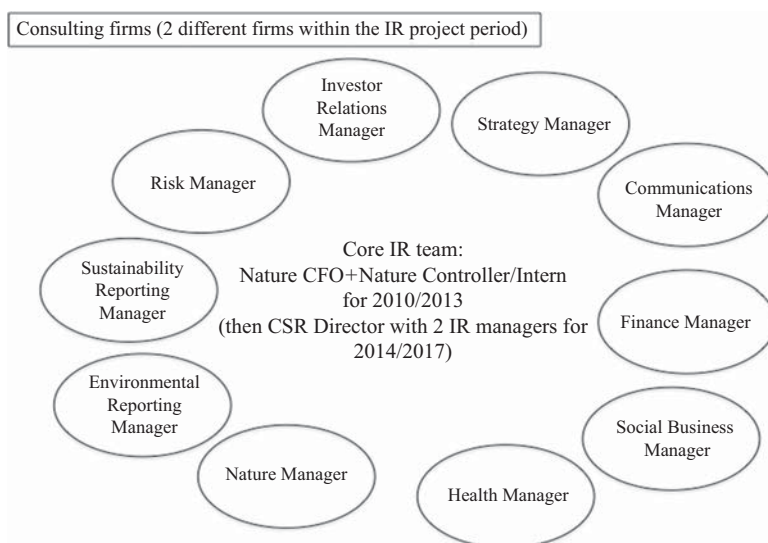 Consulting firms (2 different firms within the IR project period)
Investor
Relations
Manager
Strategy Manager
Risk Manager
Communications
Manager
Core IR team:
Nature CFO+Nature Controller/Intern
for 2010/2013
(then CSR Director with 2 IR managers for
2014/2017)
Sustainability
Reporting
Manager
Finance Manager
Environmental
Reporting
Manager
Social Business
Manager
Nature Manager
Health Manager